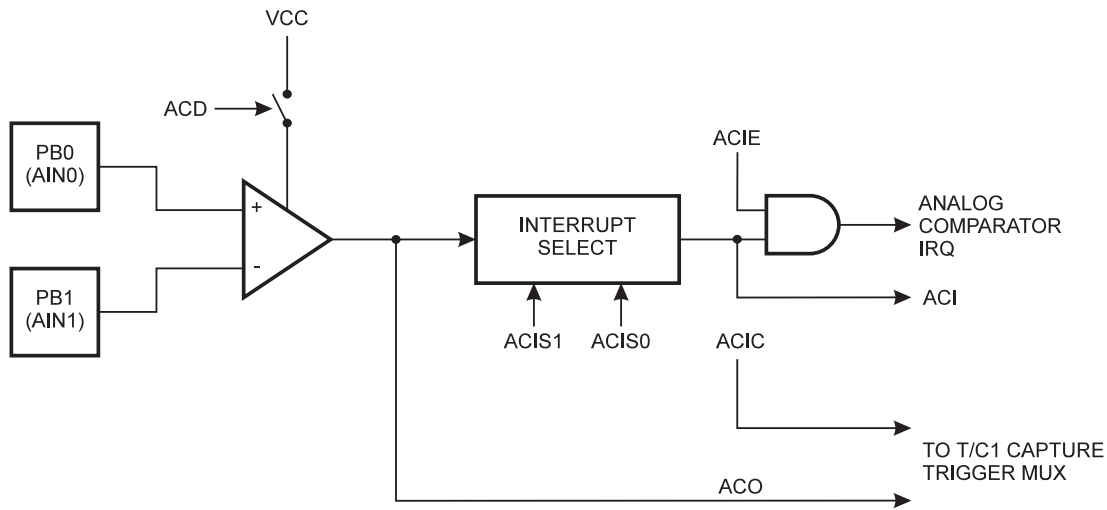 VCC
ACD
PB0
(AIN0)
+
-
PB1
(AIN1)
INTERRUPT
SELECT
ACIS1
ACIS0
ACIE
ANALOG
COMPARATOR
IRQ
ACI
ACIC
TO T/C1 CAPTURE
TRIGGER MUX
ACO